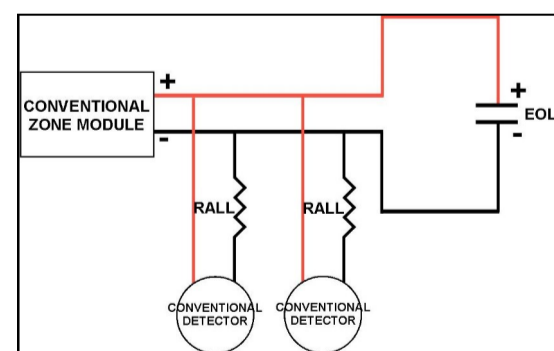 CONVENTIONAL
ZONE MODULE
+
-
+
-
EOL
RALL
RALL
CONVENTIONAL
DETECTOR
CONVENTIONAL
DETECTOR